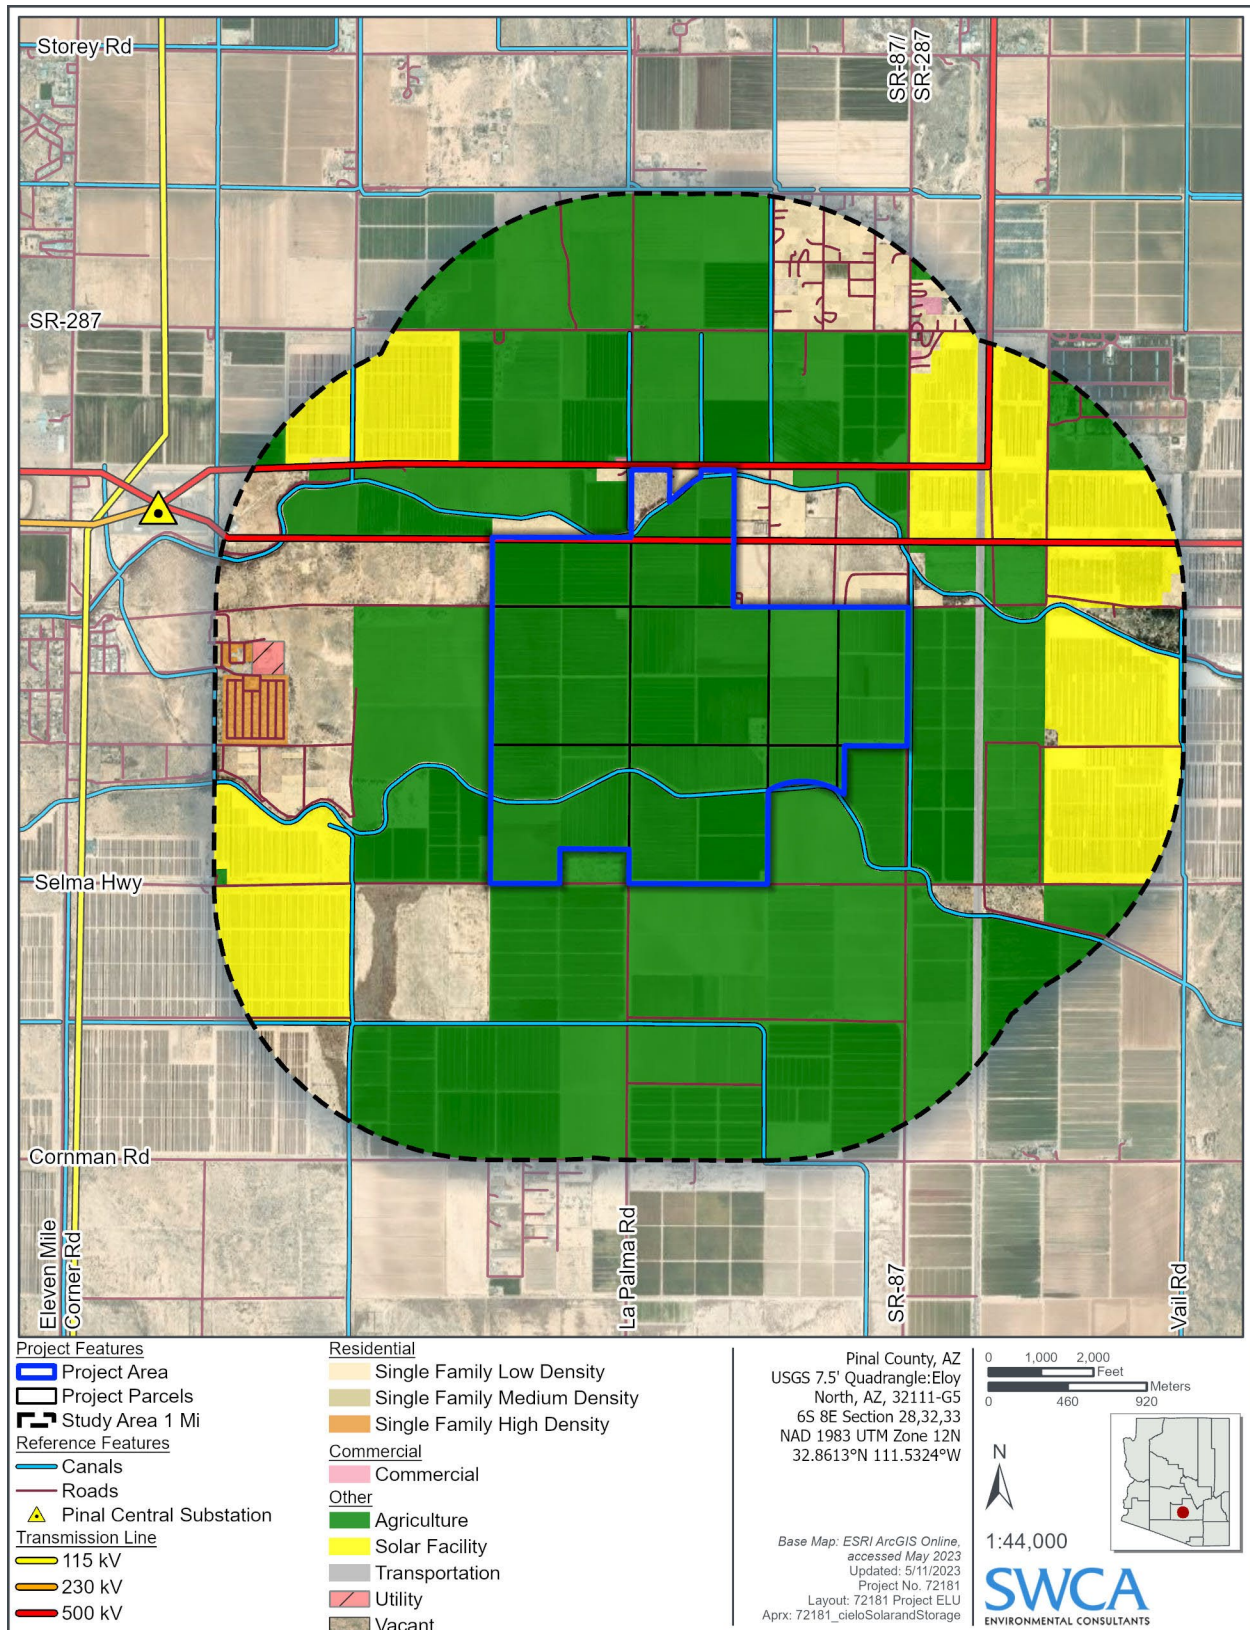 Storey Rd
SR-87/
SR-287
SR-287
Selma Hwy
Cornman Rd
Eleven Mile
Corner Rd
La Palma Rd
SR-87
Vail Rd
Project Features
Project Area
Project Parcels
Study Area 1 Mi
Reference Features
Canals
Roads
Pinal Central Substation
Transmission Line
115 kV
230 kV
500 kV
Residential
Single Family Low Density
Single Family Medium Density
Single Family High Density
Commercial
Commercial
Other
Agriculture
Solar Facility
Transportation
Utility
Vacant
Pinal County, AZ
USGS 7.5' Quadrangle:Eloy
North, AZ, 32111-G5
6S 8E Section 28,32,33
NAD 1983 UTM Zone 12N
32.8613°N 111.5324°W
Base Map: ESRI ArcGIS Online,
accessed May 2023
Updated: 5/11/2023
Project No. 72181
Layout: 72181 Project ELU
Aprx: 72181_cieloSolarandStorage
0 1,000 2,000
Feet
Meters
0 460 920
N
1:44,000
SWCA
ENVIRONMENTAL CONSULTANTS